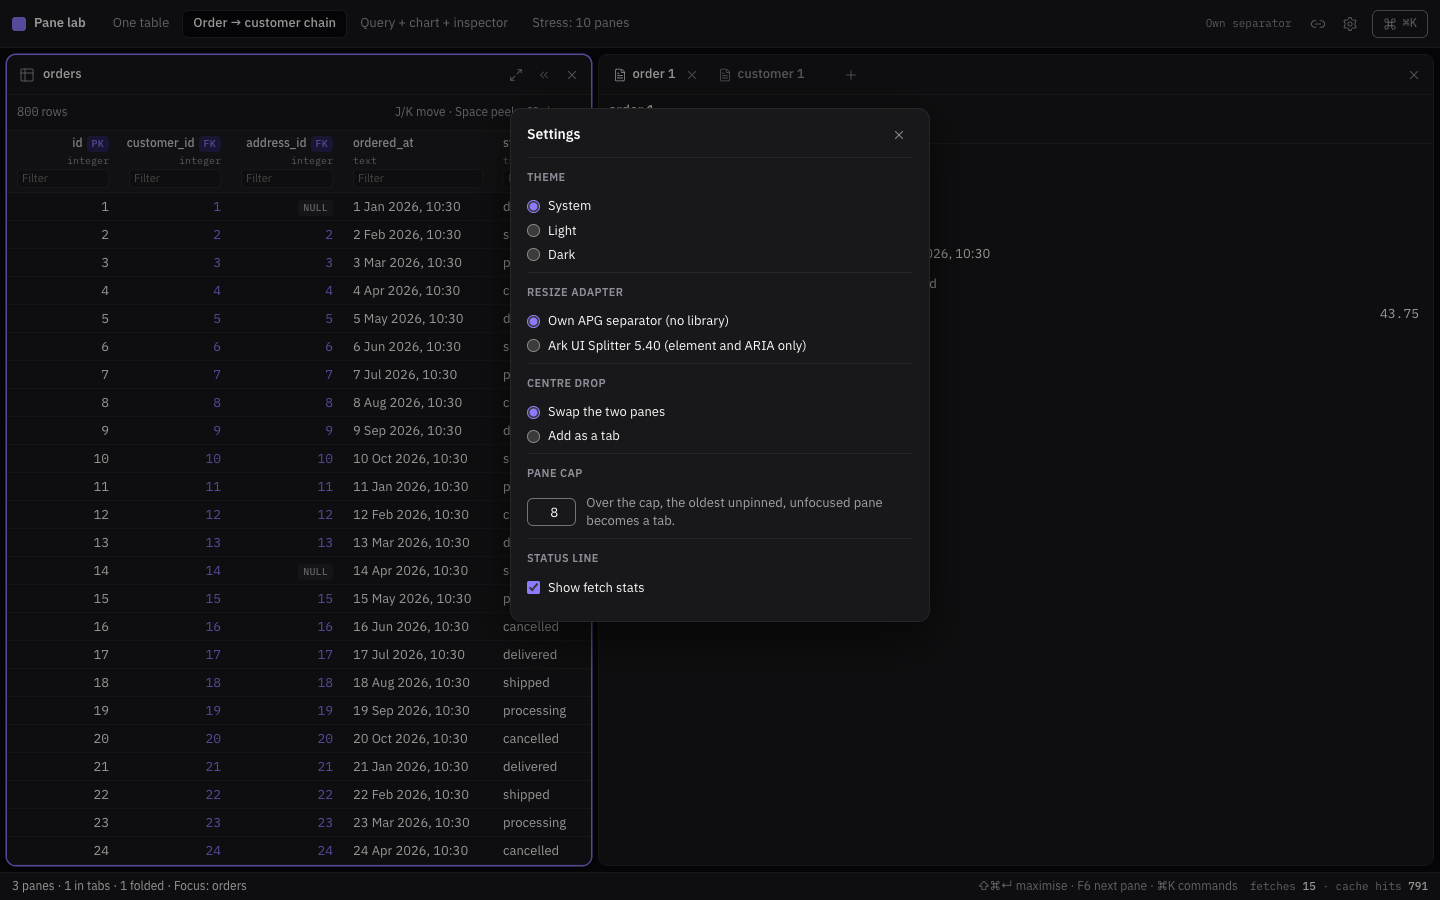 Pane lab
One table
Order → customer chain
Query + chart + inspector
Stress: 10 panes
Own separator
⌘ ⌘K
orders
order 1
customer 1
800 rows
J/K move · Space peek
id PK
customer_id FK
address_id FK
ordered_at
integer
integer
integer
text
Filter
Filter
Filter
Filter
1 1 NULL 1 Jan 2026, 10:30
2 2 2 2 Feb 2026, 10:30
3 3 3 3 Mar 2026, 10:30
4 4 4 4 Apr 2026, 10:30
5 5 5 5 May 2026, 10:30
6 6 6 6 Jun 2026, 10:30
7 7 7 7 Jul 2026, 10:30
8 8 8 8 Aug 2026, 10:30
9 9 9 9 Sep 2026, 10:30
10 10 10 10 Oct 2026, 10:30
11 11 11 11 Jan 2026, 10:30
12 12 12 12 Feb 2026, 10:30
13 13 13 13 Mar 2026, 10:30
14 14 NULL 14 Apr 2026, 10:30
15 15 15 15 May 2026, 10:30
16 16 16 16 Jun 2026, 10:30 cancelled
17 17 17 17 Jul 2026, 10:30 delivered
18 18 18 18 Aug 2026, 10:30 shipped
19 19 19 19 Sep 2026, 10:30 processing
20 20 20 20 Oct 2026, 10:30 cancelled
21 21 21 21 Jan 2026, 10:30 delivered
22 22 22 22 Feb 2026, 10:30 shipped
23 23 23 23 Mar 2026, 10:30 processing
24 24 24 24 Apr 2026, 10:30 cancelled
Settings
THEME
System
Light
Dark
RESIZE ADAPTER
Own APG separator (no library)
Ark UI Splitter 5.40 (element and ARIA only)
CENTRE DROP
Swap the two panes
Add as a tab
PANE CAP
8
Over the cap, the oldest unpinned, unfocused pane
becomes a tab.
STATUS LINE
Show fetch stats
26, 10:30
d
43.75
3 panes · 1 in tabs · 1 folded · Focus: orders
⇧⌘↵ maximise · F6 next pane · ⌘K commands
fetches 15 · cache hits 791